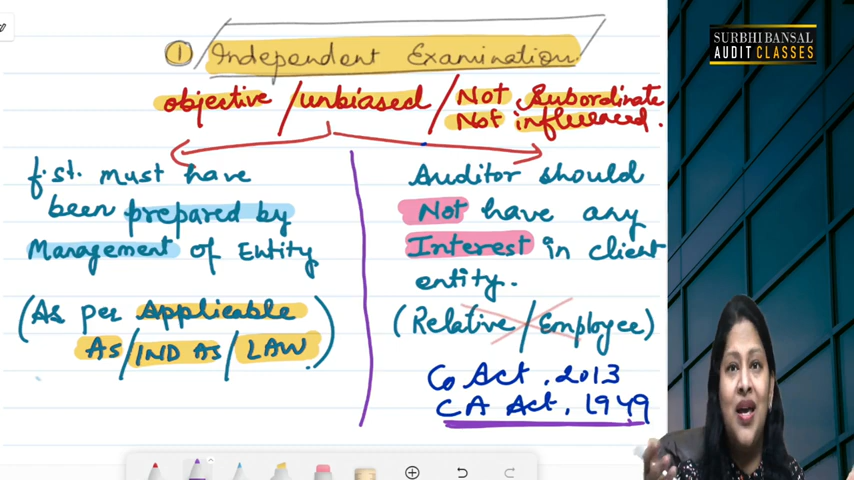 SURBHI BANSAL
AUDIT CLASSES
① Independent Examination.
objective / unbiased / Not Subordinate
Not influenced.
f.st. must have
been prepared by
Management of Entity
(As per Applicable
AS / IND AS / LAW.)
Auditor should
Not have any
Interest in client
entity.
(Relative / Employee)
Co Act, 2013
CA Act, 1949